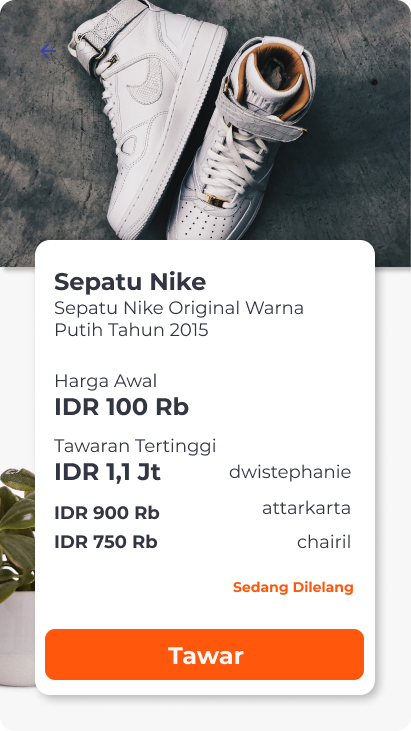 Sepatu Nike
Sepatu Nike Original Warna
Putih Tahun 2015
Harga Awal
IDR 100 Rb
Tawaran Tertinggi
IDR 1,1 Jt dwistephanie
IDR 900 Rb attarkarta
IDR 750 Rb chairil
Sedang Dilelang
Tawar